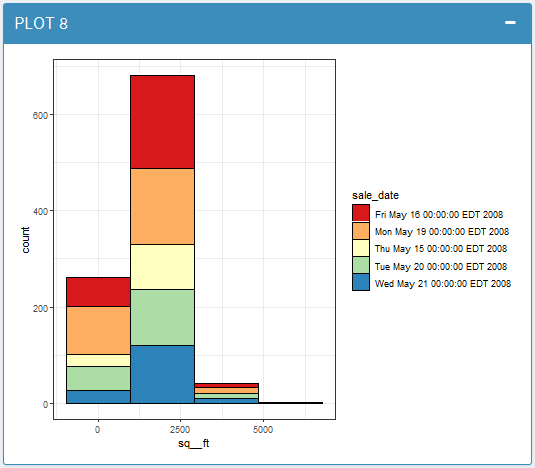 PLOT 8
600
400
200
0
count
0 2500 5000
sq__ft
sale_date
Fri May 16 00:00:00 EDT 2008
Mon May 19 00:00:00 EDT 2008
Thu May 15 00:00:00 EDT 2008
Tue May 20 00:00:00 EDT 2008
Wed May 21 00:00:00 EDT 2008